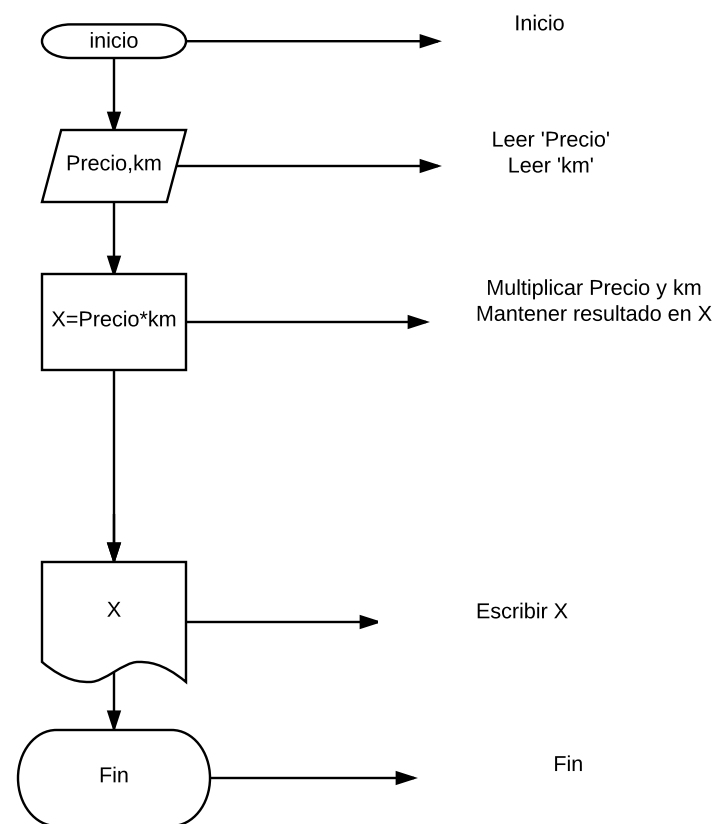 inicio
Inicio
Precio,km
Leer 'Precio'
Leer 'km'
X=Precio*km
Multiplicar Precio y km
Mantener resultado en X
X
Escribir X
Fin
Fin